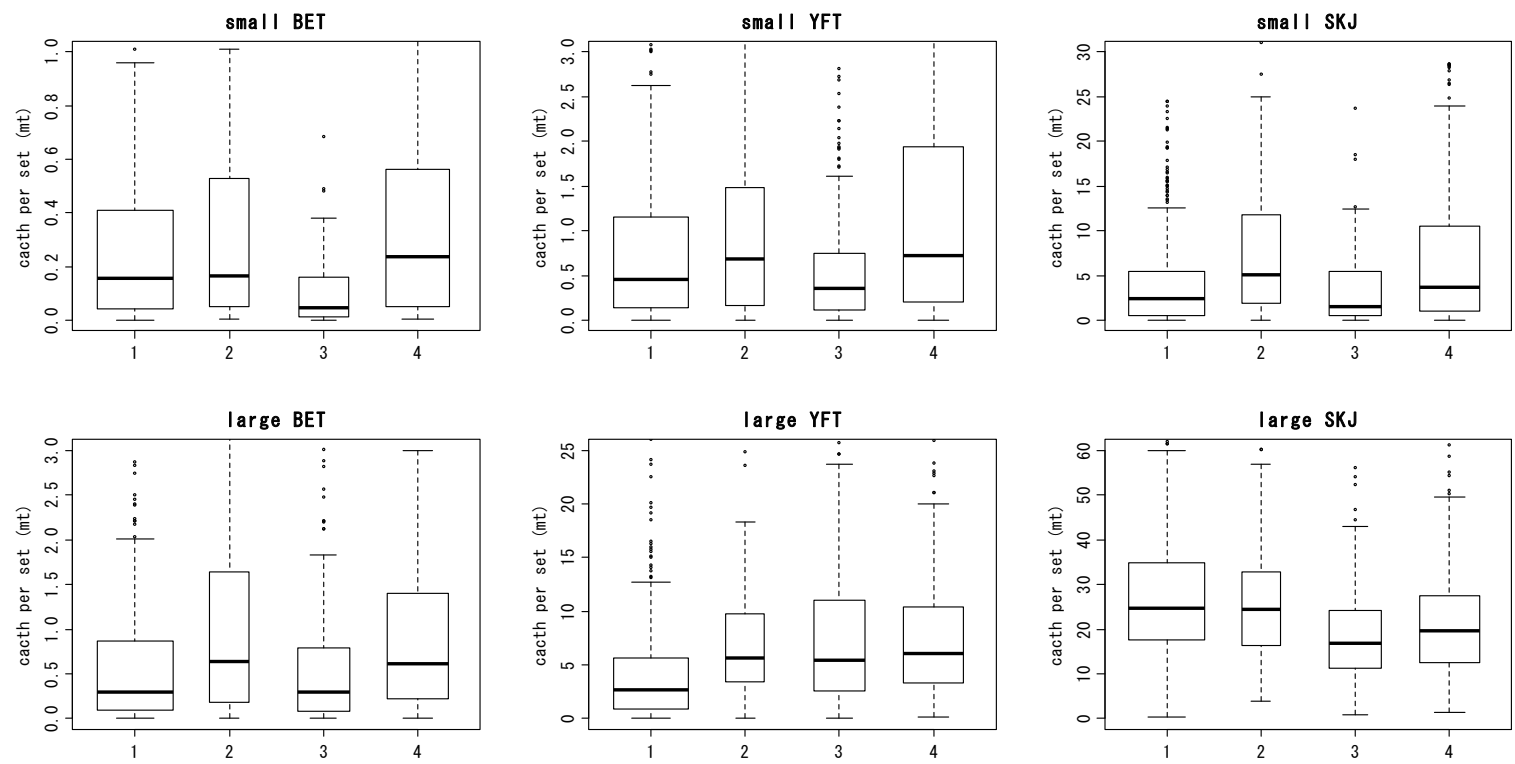 small BET
small YFT
small SKJ
cacth per set (mt)
0.0 0.2 0.4 0.6 0.8 1.0
1 2 3 4
cacth per set (mt)
0.0 0.5 1.0 1.5 2.0 2.5 3.0
1 2 3 4
cacth per set (mt)
0 5 10 15 20 25 30
1 2 3 4
large BET
large YFT
large SKJ
cacth per set (mt)
0.0 0.5 1.0 1.5 2.0 2.5 3.0
1 2 3 4
cacth per set (mt)
0 5 10 15 20 25
1 2 3 4
cacth per set (mt)
0 10 20 30 40 50 60
1 2 3 4